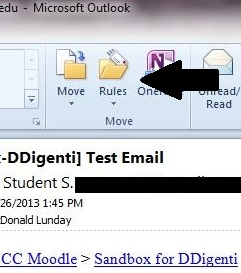 edu - Microsoft Outlook
Move Rules Unread/
Read
Move
-DDigenti] Test Email
Student S.
26/2013 1:45 PM
Donald Lunday
CC Moodle > Sandbox for DDigenti